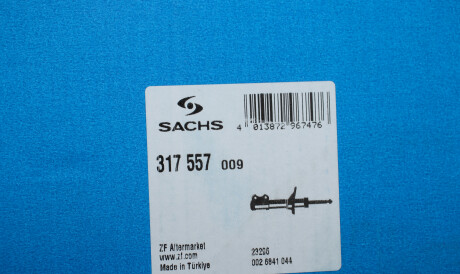 SACHS
4 013872 967476
317 557 009
ZF Aftermarket
www.zf.com
Made in Türkiye
23206
002 6841 044